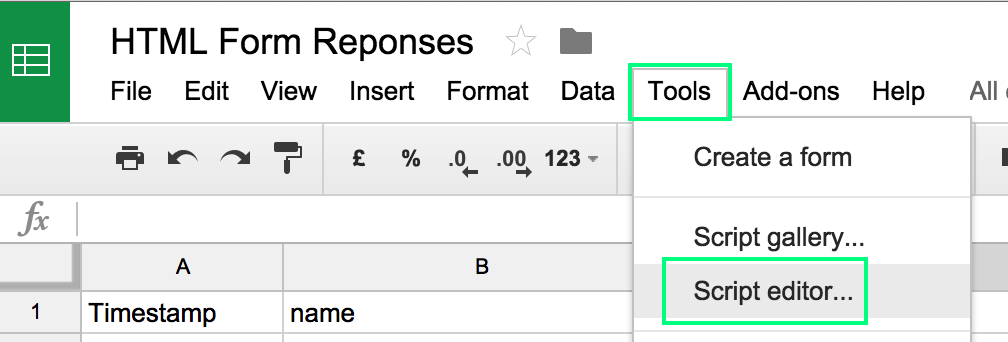 HTML Form Reponses
File Edit View Insert Format Data Tools Add-ons Help All
£ % .0 .00 123
Create a form
fx
Script gallery...
A B
Script editor...
1 Timestamp name